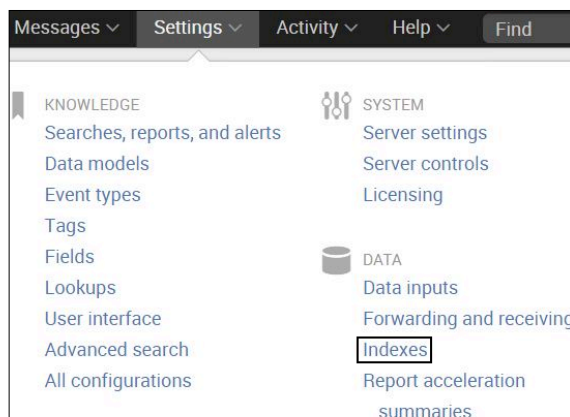 Messages Settings Activity Help Find
KNOWLEDGE
Searches, reports, and alerts
Data models
Event types
Tags
Fields
Lookups
User interface
Advanced search
All configurations
SYSTEM
Server settings
Server controls
Licensing
DATA
Data inputs
Forwarding and receiving
Indexes
Report acceleration
summaries